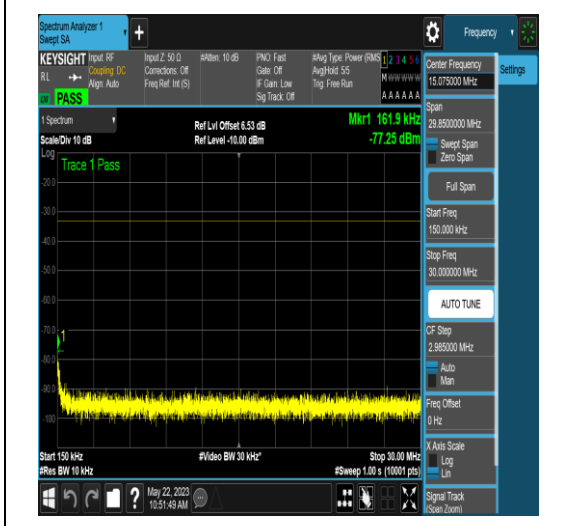 Spectrum Analyzer 1
Swept SA
+
Frequency
KEYSIGHT
RL
PASS
Input: RF
Coupling: DC
Align: Auto
Input Z: 50 Ω
Corrections: Off
Freq Ref: Int (S)
#Atten: 10 dB
PNO: Fast
Gate: Off
IF Gain: Low
Sig Track: Off
#Avg Type: Power (RMS
Avg|Hold: 5/5
Trig: Free Run
1 2 3 4 5 6
M W W W W W
A A A A A A
Center Frequency
15.075000 MHz
Settings
Span
29.8500000 MHz
Swept Span
Zero Span
Full Span
Start Freq
150.000 kHz
Stop Freq
30.000000 MHz
AUTO TUNE
CF Step
2.985000 MHz
Auto
Man
Freq Offset
0 Hz
X Axis Scale
Log
Lin
Signal Track
(Span Zoom)
1 Spectrum
Scale/Div 10 dB
Ref Lvl Offset 6.53 dB
Ref Level -10.00 dBm
Mkr1 161.9 kHz
-77.25 dBm
Log
Trace 1 Pass
-20.0
-30.0
-40.0
-50.0
-60.0
-70.0
1
-80.0
-90.0
-100
Start 150 kHz
#Res BW 10 kHz
#Video BW 30 kHz*
Stop 30.00 MHz
#Sweep 1.00 s (10001 pts)
?
May 22, 2023
10:51:49 AM